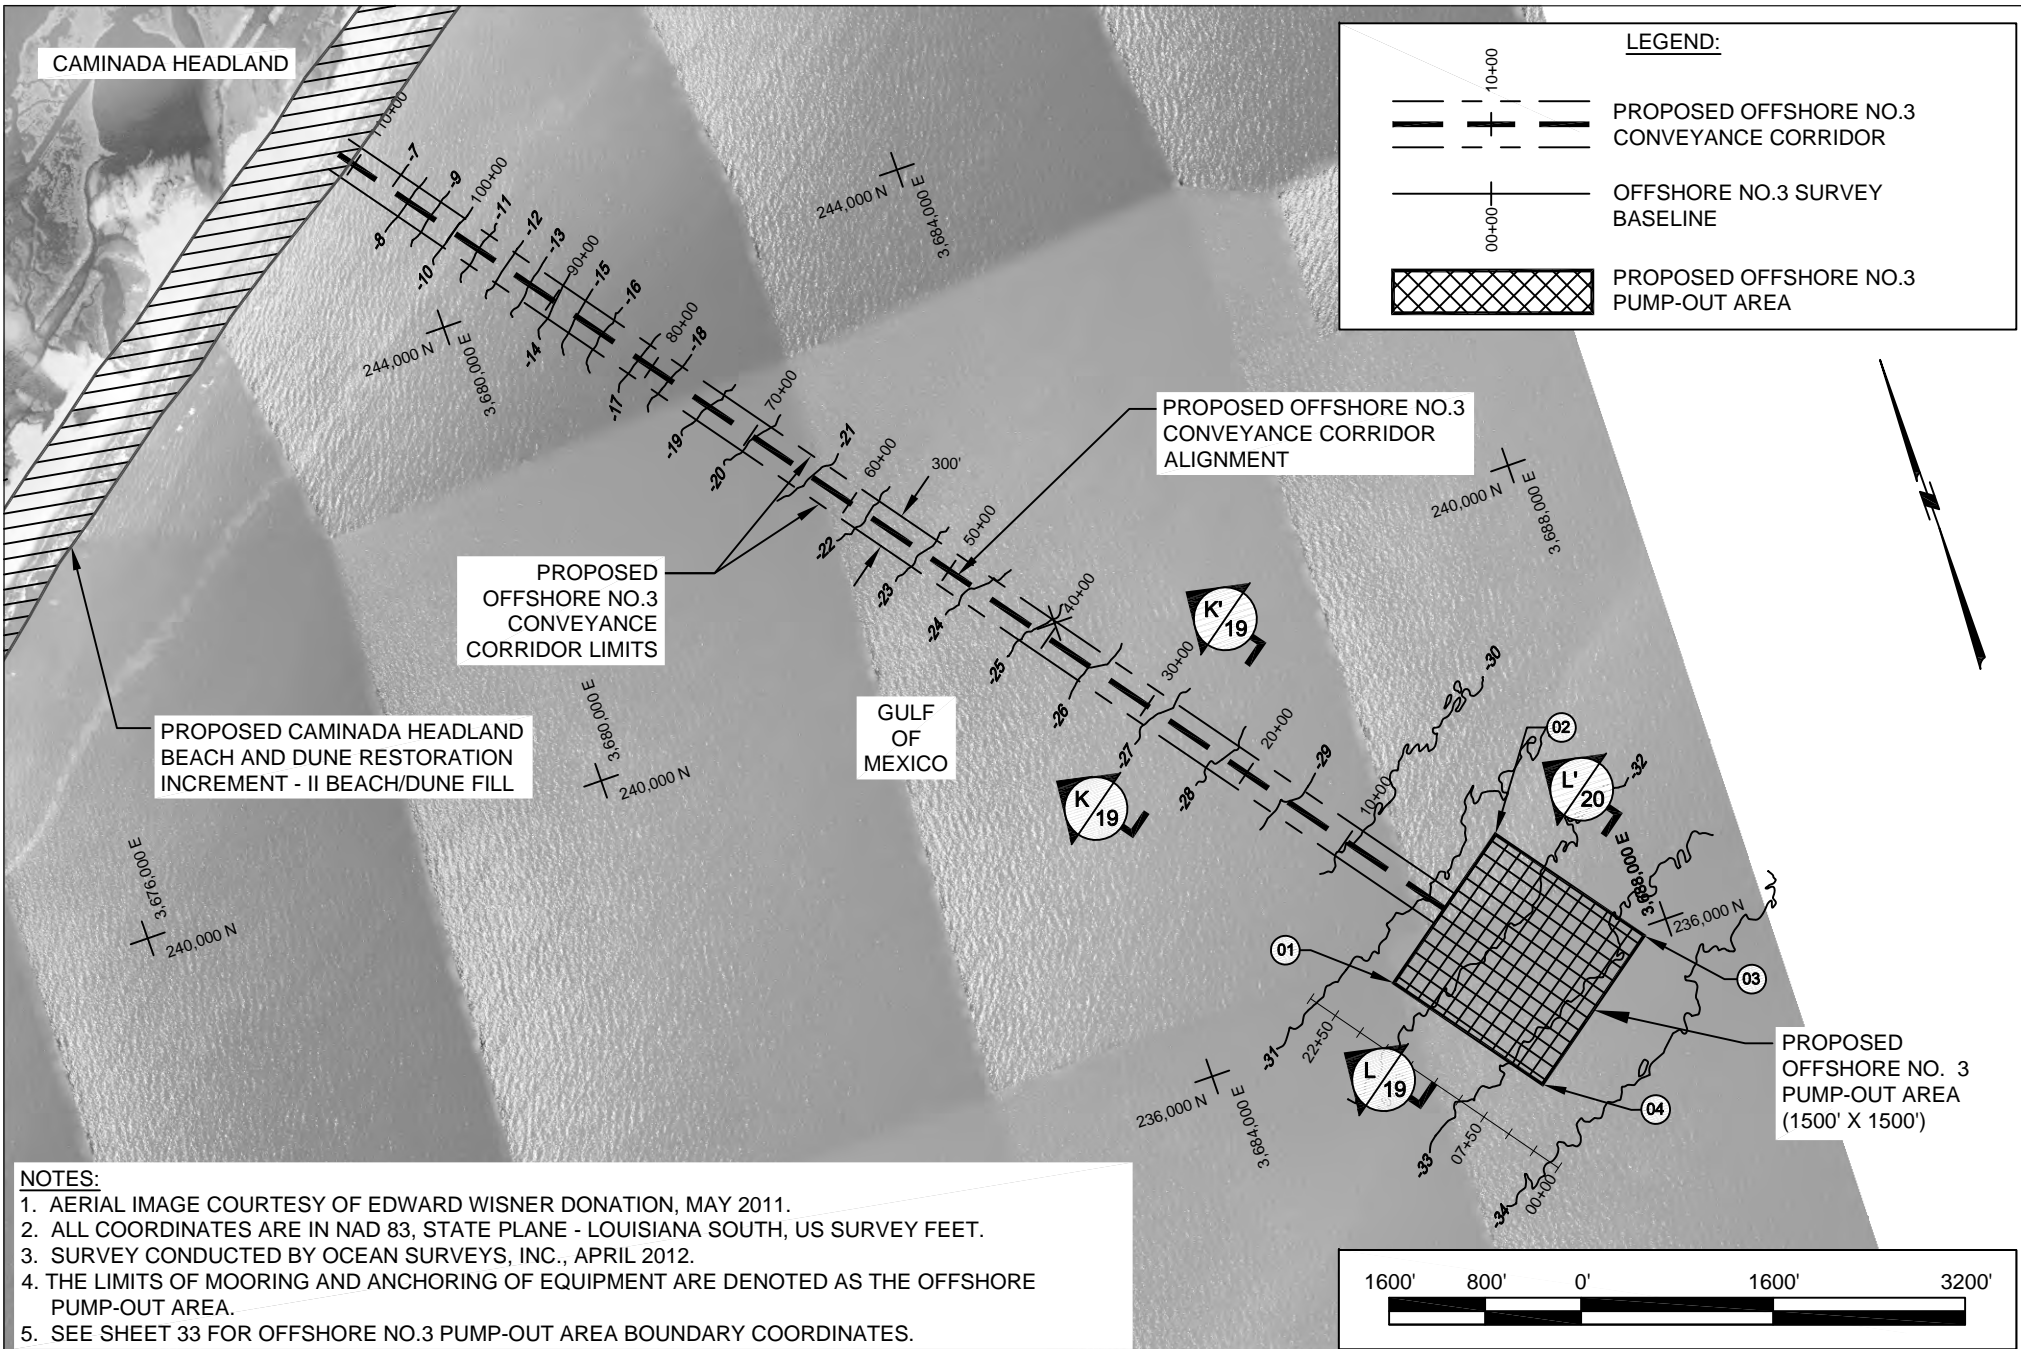 CAMINADA HEADLAND
LEGEND:
10+00
PROPOSED OFFSHORE NO.3
CONVEYANCE CORRIDOR
00+00
OFFSHORE NO.3 SURVEY
BASELINE
PROPOSED OFFSHORE NO.3
PUMP-OUT AREA
110+00
-7
-9
100+00
-11
-12
-13
90+00
-15
-16
80+00
-18
70+00
-21
60+00
300'
50+00
40+00
30+00
20+00
-29
10+00
-30
-8
-10
-14
-17
-19
-20
-22
-23
-24
-25
-26
-27
-28
244,000 N
3,684,000 E
244,000 N
3,680,000 E
PROPOSED OFFSHORE NO.3
CONVEYANCE CORRIDOR
ALIGNMENT
240,000 N
3,688,000 E
PROPOSED
OFFSHORE NO.3
CONVEYANCE
CORRIDOR LIMITS
K'
19
K
19
GULF
OF
MEXICO
3,680,000 E
240,000 N
PROPOSED CAMINADA HEADLAND
BEACH AND DUNE RESTORATION
INCREMENT - II BEACH/DUNE FILL
3,676,000 E
240,000 N
02
L'
20
-32
3,688,000 E
236,000 N
01
03
04
-31
22+50
L
19
236,000 N
3,684,000 E
-33
07+50
-34
00+00
PROPOSED
OFFSHORE NO. 3
PUMP-OUT AREA
(1500' X 1500')
NOTES:
1. AERIAL IMAGE COURTESY OF EDWARD WISNER DONATION, MAY 2011.
2. ALL COORDINATES ARE IN NAD 83, STATE PLANE - LOUISIANA SOUTH, US SURVEY FEET.
3. SURVEY CONDUCTED BY OCEAN SURVEYS, INC., APRIL 2012.
4. THE LIMITS OF MOORING AND ANCHORING OF EQUIPMENT ARE DENOTED AS THE OFFSHORE
PUMP-OUT AREA.
5. SEE SHEET 33 FOR OFFSHORE NO.3 PUMP-OUT AREA BOUNDARY COORDINATES.
1600' 800' 0' 1600' 3200'